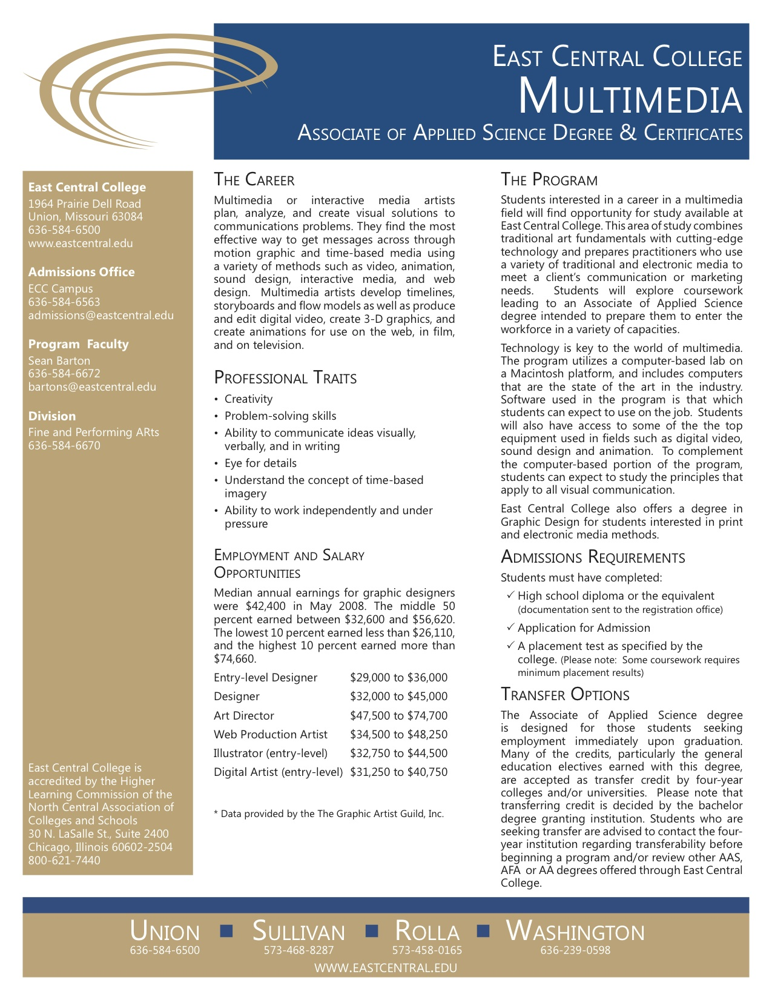 East Central College
Multimedia
Associate of Applied Science Degree & Certificates
East Central College
1964 Prairie Dell Road
Union, Missouri 63084
636-584-6500
www.eastcentral.edu
Admissions Office
ECC Campus
636-584-6563
admissions@eastcentral.edu
Program  Faculty
Sean Barton
636-584-6672
bartons@eastcentral.edu
Division
Fine and Performing ARts
636-584-6670
East Central College is
accredited by the Higher
Learning Commission of the
North Central Association of
Colleges and Schools
30 N. LaSalle St., Suite 2400
Chicago, Illinois 60602-2504
800-621-7440
The Career
Multimedia or interactive media artists
plan, analyze, and create visual solutions to
communications problems. They find the most
effective way to get messages across through
motion graphic and time-based media using
a variety of methods such as video, animation,
sound design, interactive media, and web
design.  Multimedia artists develop timelines,
storyboards and flow models as well as produce
and edit digital video, create 3-D graphics, and
create animations for use on the web, in film,
and on television.
Professional Traits
• Creativity
• Problem-solving skills
• Ability to communicate ideas visually,
verbally, and in writing
• Eye for details
• Understand the concept of time-based
imagery
• Ability to work independently and under
pressure
Employment and Salary
Opportunities
Median annual earnings for graphic designers
were $42,400 in May 2008. The middle 50
percent earned between $32,600 and $56,620.
The lowest 10 percent earned less than $26,110,
and the highest 10 percent earned more than
$74,660.
Entry-level Designer $29,000 to $36,000
Designer $32,000 to $45,000
Art Director $47,500 to $74,700
Web Production Artist $34,500 to $48,250
Illustrator (entry-level) $32,750 to $44,500
Digital Artist (entry-level) $31,250 to $40,750
* Data provided by the The Graphic Artist Guild, Inc.
The Program
Students interested in a career in a multimedia
field will find opportunity for study available at
East Central College. This area of study combines
traditional art fundamentals with cutting-edge
technology and prepares practitioners who use
a variety of traditional and electronic media to
meet a client's communication or marketing
needs.  Students will explore coursework
leading to an Associate of Applied Science
degree intended to prepare them to enter the
workforce in a variety of capacities.
Technology is key to the world of multimedia.
The program utilizes a computer-based lab on
a Macintosh platform, and includes computers
that are the state of the art in the industry.
Software used in the program is that which
students can expect to use on the job.  Students
will also have access to some of the the top
equipment used in fields such as digital video,
sound design and animation.  To complement
the computer-based portion of the program,
students can expect to study the principles that
apply to all visual communication.
East Central College also offers a degree in
Graphic Design for students interested in print
and electronic media methods.
Admissions Requirements
Students must have completed:
✓ High school diploma or the equivalent
(documentation sent to the registration office)
✓ Application for Admission
✓ A placement test as specified by the
college. (Please note:  Some coursework requires
minimum placement results)
Transfer Options
The Associate of Applied Science degree
is designed for those students seeking
employment immediately upon graduation.
Many of the credits, particularly the general
education electives earned with this degree,
are accepted as transfer credit by four-year
colleges and/or universities.  Please note that
transferring credit is decided by the bachelor
degree granting institution. Students who are
seeking transfer are advised to contact the four-
year institution regarding transferability before
beginning a program and/or review other AAS,
AFA  or AA degrees offered through East Central
College.
Union ■ Sullivan ■ Rolla ■ Washington
636-584-6500 573-468-8287 573-458-0165 636-239-0598
www.eastcentral.edu